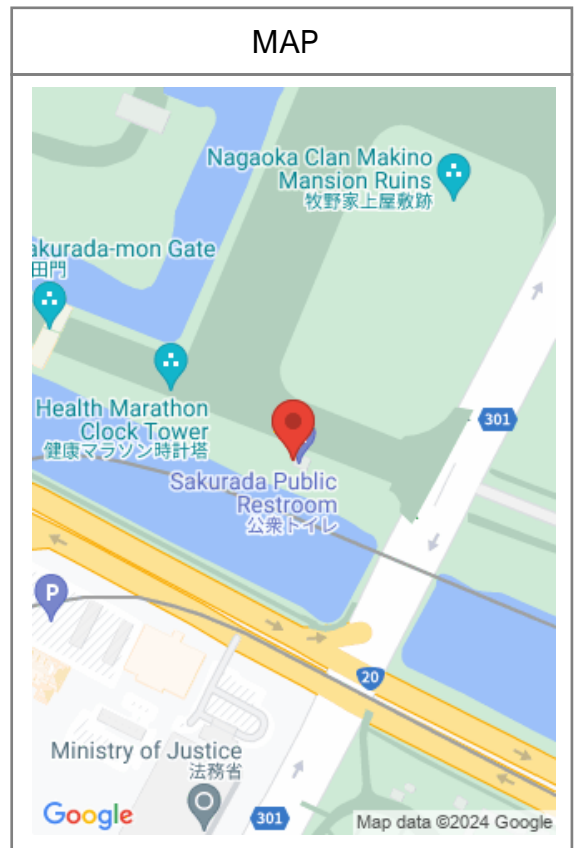 MAP
Nagaoka Clan Makino
Mansion Ruins
牧野家上屋敷跡
akurada-mon Gate
田門
Health Marathon
Clock Tower
健康マラソン時計塔
301
Sakurada Public
Restroom
公衆トイレ
P
20
Ministry of Justice
法務省
Google
301
Map data ©2024 Google